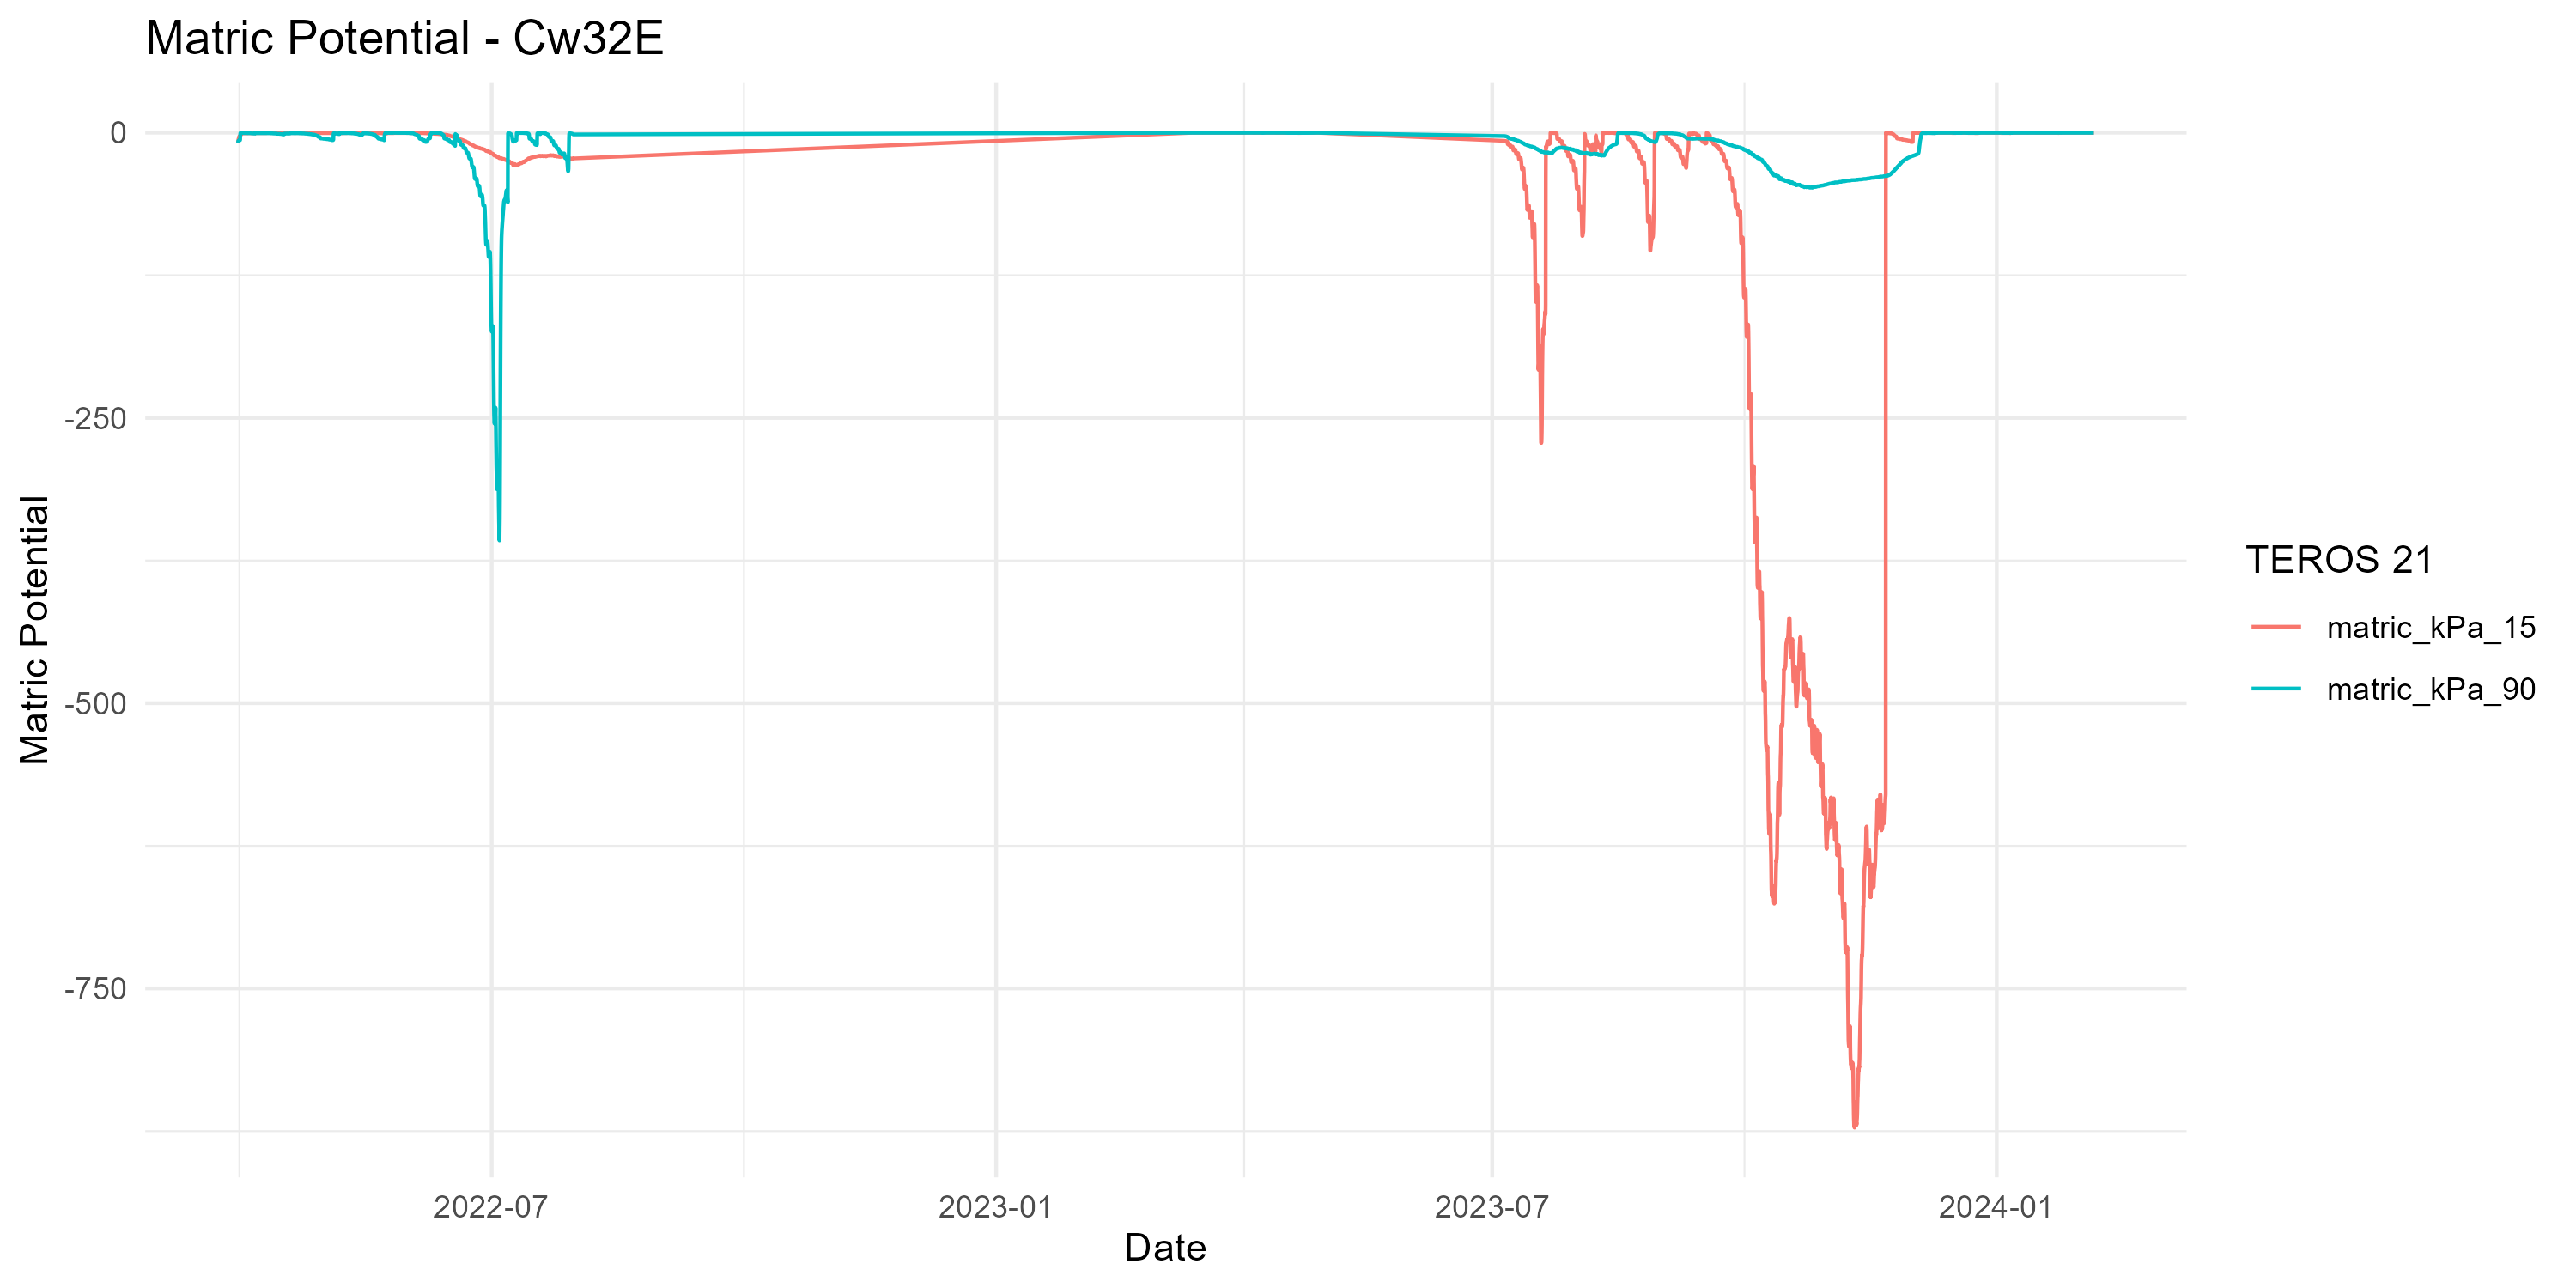 Matric Potential - Cw32E
0
-250
-500
-750
Matric Potential
2022-07
2023-01
2023-07
2024-01
Date
TEROS 21
matric_kPa_15
matric_kPa_90